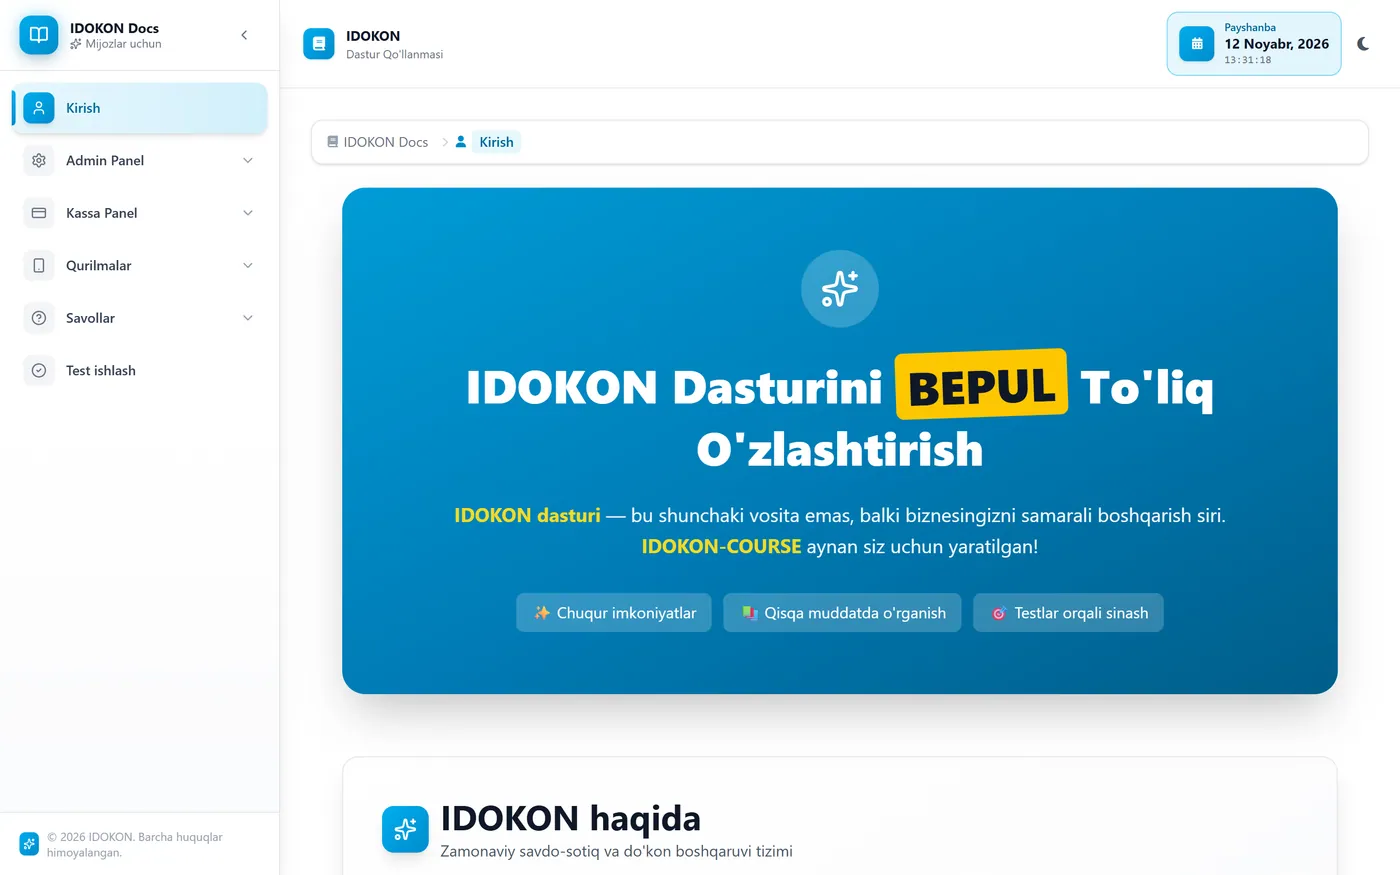 IDOKON Docs
Mijozlar uchun
Kirish
Admin Panel
Kassa Panel
Qurilmalar
Savollar
Test ishlash
© 2026 IDOKON. Barcha huquqlar
himoyalangan.
IDOKON
Dastur Qo'llanmasi
Payshanba
12 Noyabr, 2026
13:31:18
IDOKON Docs
Kirish
IDOKON Dasturini BEPUL To'liq
O'zlashtirish
IDOKON dasturi — bu shunchaki vosita emas, balki biznesingizni samarali boshqarish siri.
IDOKON-COURSE aynan siz uchun yaratilgan!
✨ Chuqur imkoniyatlar
📚 Qisqa muddatda o'rganish
🎯 Testlar orqali sinash
IDOKON haqida
Zamonaviy savdo-sotiq va do'kon boshqaruvi tizimi